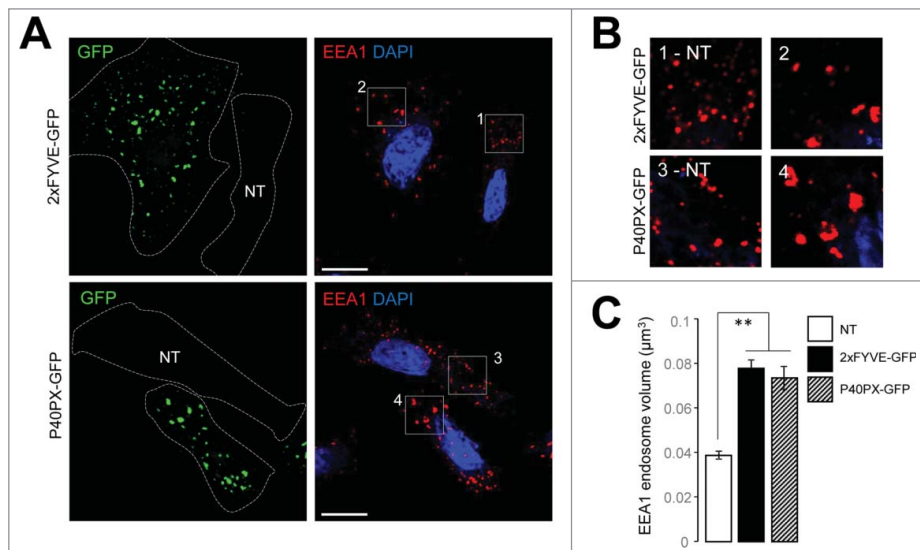 A
GFP
EEA1 DAPI
2xFYVE-GFP
NT
2
1
GFP
EEA1 DAPI
P40PX-GFP
NT
3
4
B
2xFYVE-GFP
1 - NT
2
P40PX-GFP
3 - NT
4
C
EEA1 endosome volume (µm³)
0.1
0.08
0.06
0.04
0.02
0
**
NT
2xFYVE-GFP
P40PX-GFP